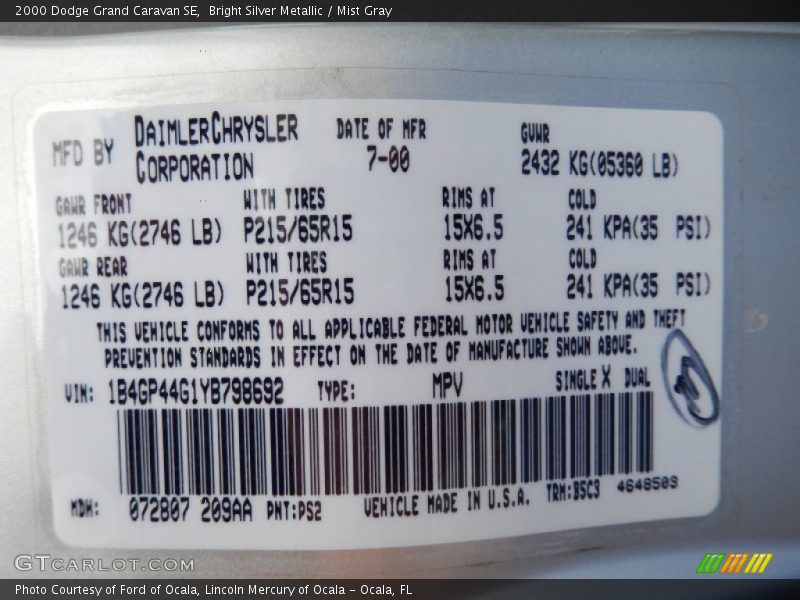 2000 Dodge Grand Caravan SE, Bright Silver Metallic / Mist Gray
MFD BY DAIMLERCHRYSLER CORPORATION DATE OF MFR 7-00 GVWR 2432 KG(05360 LB)
GAWR FRONT WITH TIRES RIMS AT COLD
1246 KG(2746 LB) P215/65R15 15X6.5 241 KPA(35 PSI)
GAWR REAR WITH TIRES RIMS AT COLD
1246 KG(2746 LB) P215/65R15 15X6.5 241 KPA(35 PSI)
THIS VEHICLE CONFORMS TO ALL APPLICABLE FEDERAL MOTOR VEHICLE SAFETY AND THEFT
PREVENTION STANDARDS IN EFFECT ON THE DATE OF MANUFACTURE SHOWN ABOVE.
VIN: 1B4GP44G1YB798692 TYPE: MPV SINGLE X DUAL
MDH: 072807 209AA PNT:PS2 VEHICLE MADE IN U.S.A. TRM:BSC3 4648503
GTCARLOT.COM
Photo Courtesy of Ford of Ocala, Lincoln Mercury of Ocala – Ocala, FL